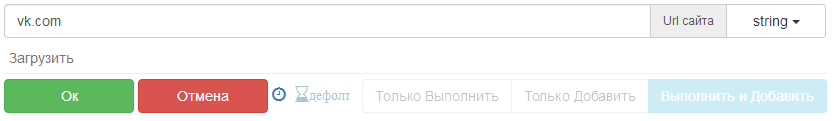 vk.com Url сайта string
Загрузить
Ок Отмена дефолт Только Выполнить Только Добавить Выполнить и Добавить